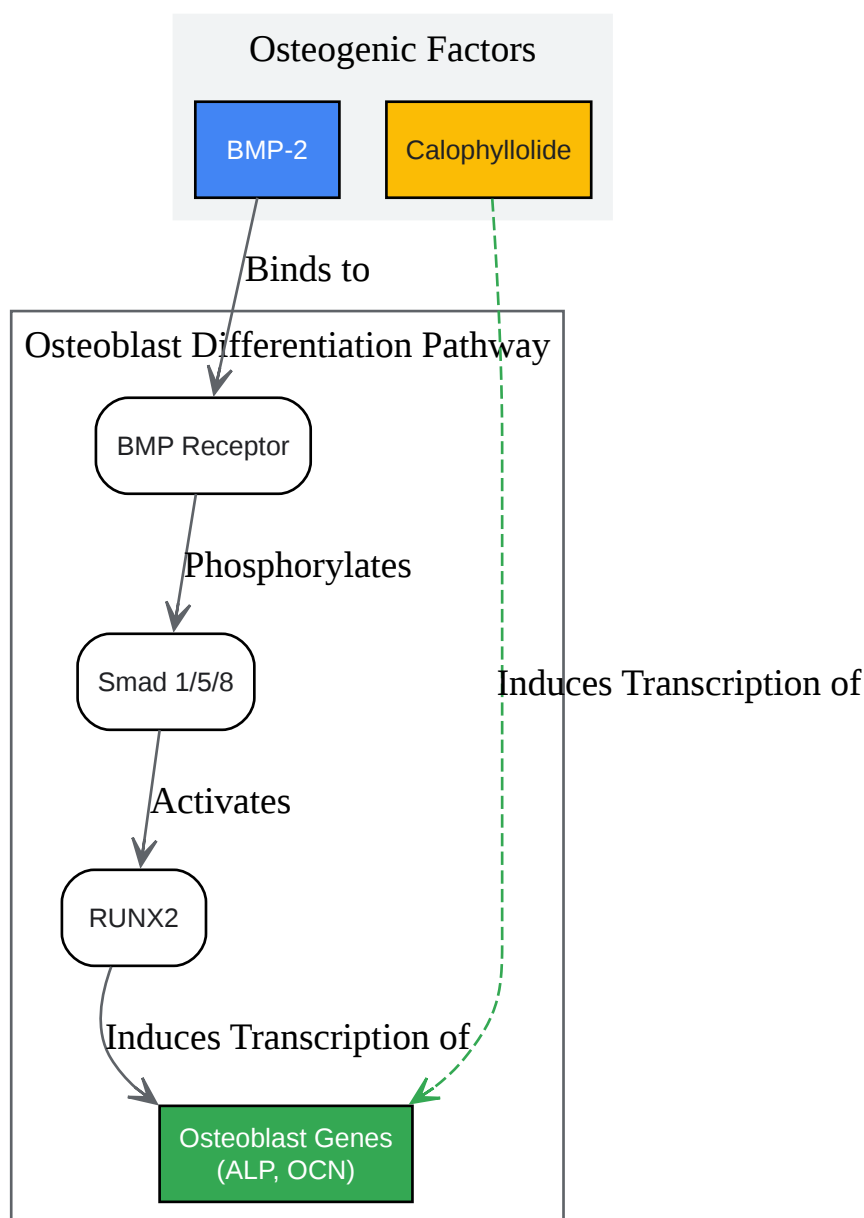 Osteogenic Factors
BMP-2
Calophyllolide
Binds to
Osteoblast Differentiation Pathway
BMP Receptor
Phosphorylates
Smad 1/5/8
Induces Transcription of
Activates
RUNX2
Induces Transcription of
Osteoblast Genes
(ALP, OCN)